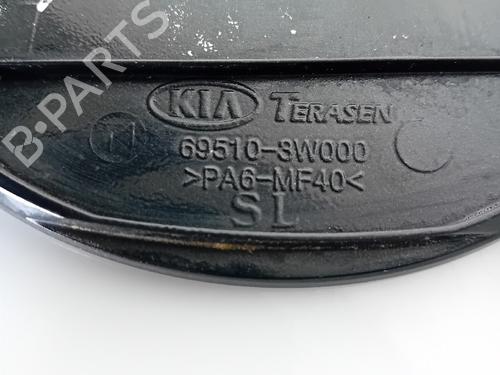 KIA TERASEN
69510-3W000
>PA6-MF40<
SL
B-PARTS